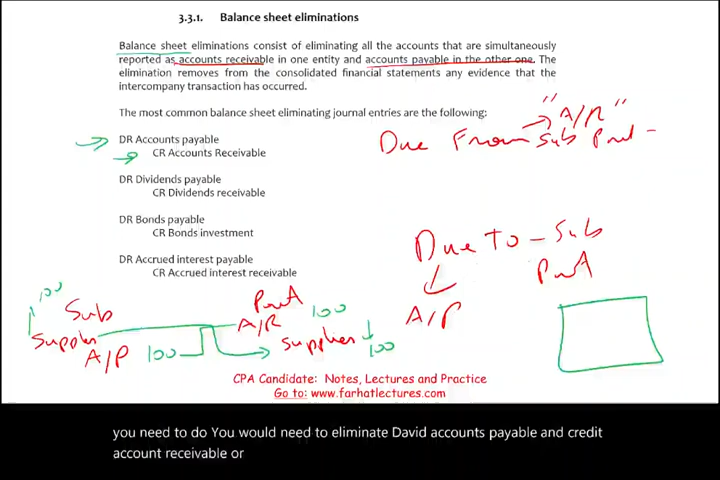 3.3.1. Balance sheet eliminations
Balance sheet eliminations consist of eliminating all the accounts that are simultaneously
reported as accounts receivable in one entity and accounts payable in the other one. The
elimination removes from the consolidated financial statements any evidence that the
intercompany transaction has occurred.
The most common balance sheet eliminating journal entries are the following:
DR Accounts payable
CR Accounts Receivable
DR Dividends payable
CR Dividends receivable
DR Bonds payable
CR Bonds investment
DR Accrued interest payable
CR Accrued interest receivable
"A/R"
Due From Sub
Due To - Sub
A/P
100
Sub
A/R 100
A/P 100
supplies 100
CPA Candidate: Notes, Lectures and Practice
Go to: www.farhatlectures.com
you need to do You would need to eliminate David accounts payable and credit
account receivable or